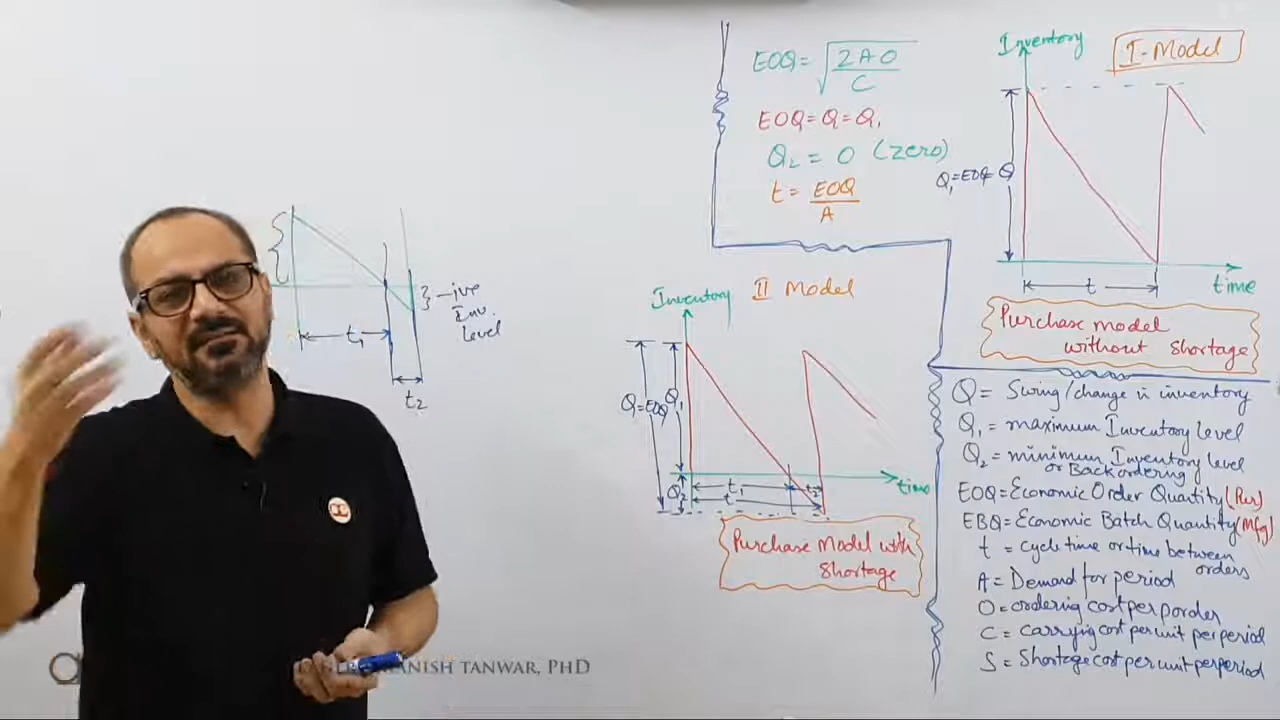 EOQ = √2AO/C
EOQ = Q = Q₁
Q₂ = 0 (zero)
t = EOQ/A
Inventory
I-Model
Q₁=EOQ=Q
t
time
Purchase model
without shortage
t₁
t₂
-ive
Inv.
level
Inventory
II Model
Q=EOQ
Q₁
Q₂
t₁
t₂
t
time
Purchase Model with
shortage
Q = Swing/change in inventory
Q₁ = maximum Inventory level
Q₂ = minimum Inventory level
or Backordering
EOQ = Economic Order Quantity (Pur)
EBQ = Economic Batch Quantity (Mfg)
t = cycle time or time between
orders
A = Demand for period
O = ordering cost per porder
C = carrying cost per unit per period
S = Shortage cost per unit per period
ANISH TANWAR, PHD